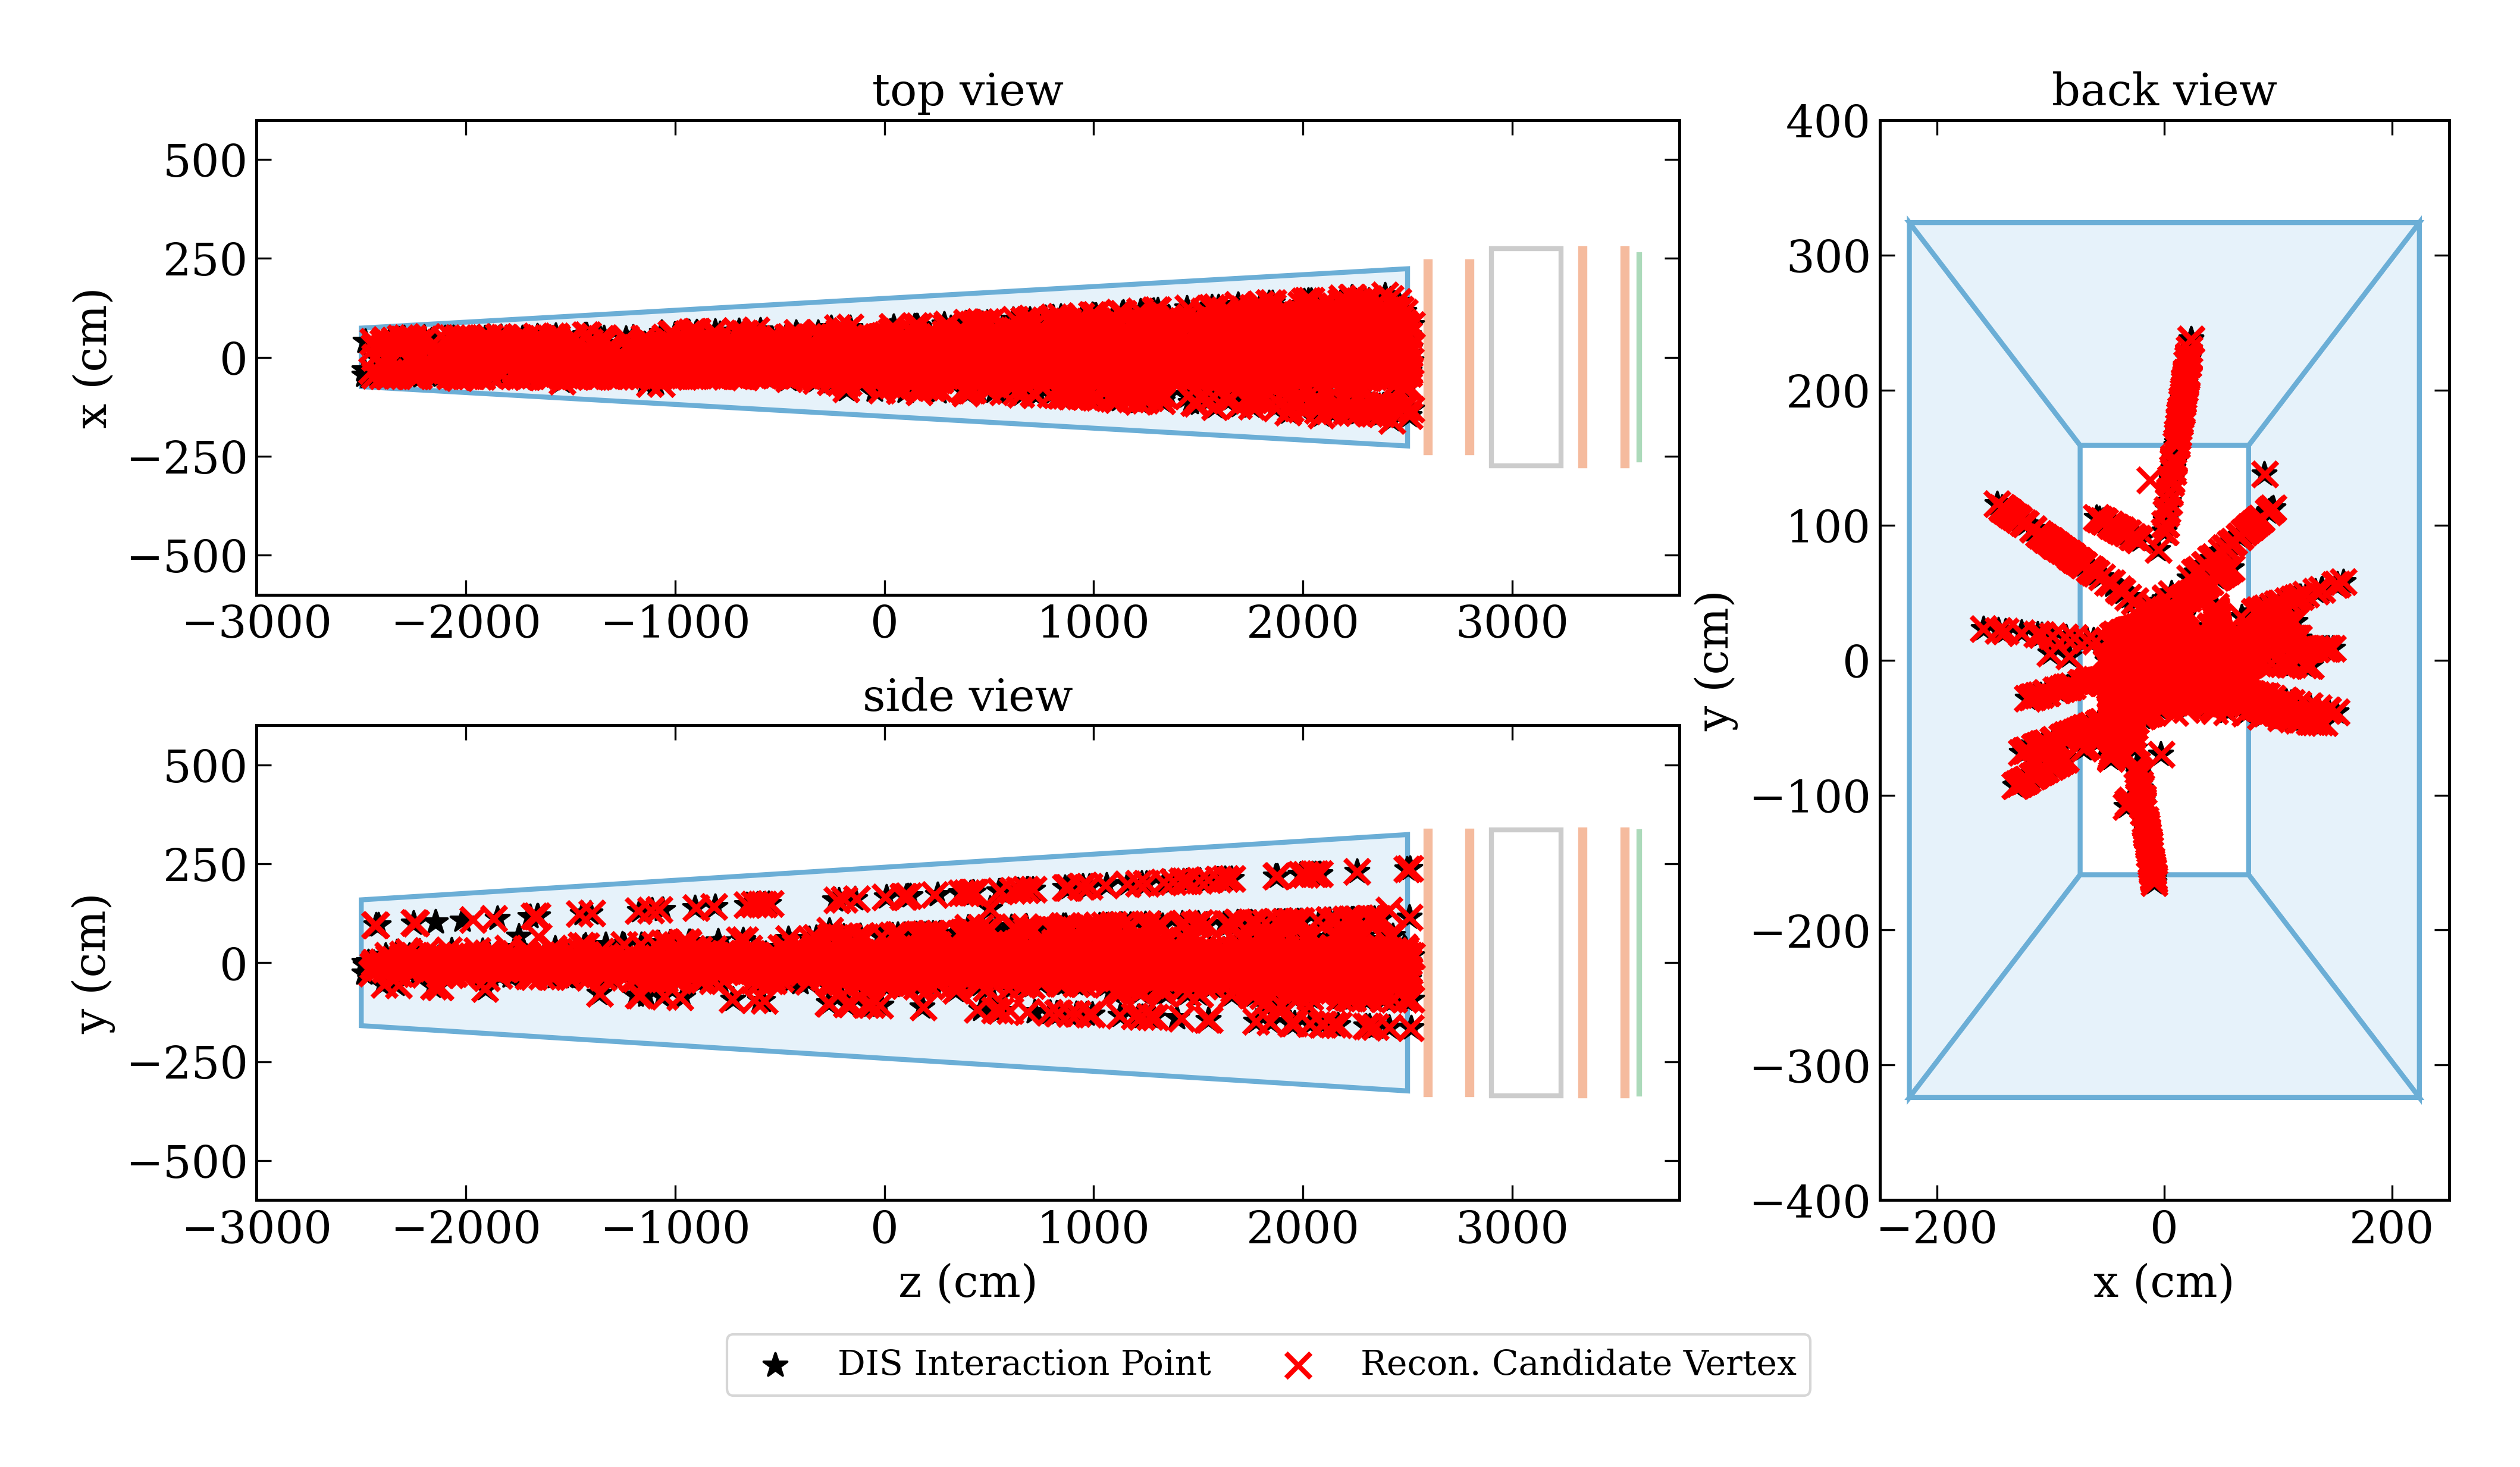 top view
500
250
0
−250
−500
x (cm)
−3000 −2000 −1000 0 1000 2000 3000
side view
500
250
0
−250
−500
y (cm)
−3000 −2000 −1000 0 1000 2000 3000
z (cm)
back view
400
300
200
100
0
−100
−200
−300
−400
y (cm)
−200 0 200
x (cm)
DIS Interaction Point Recon. Candidate Vertex